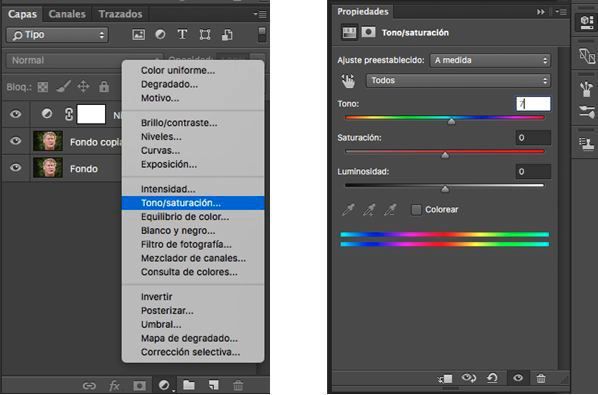 Capas
Canales
Trazados
Tipo
Normal
Opacidad:
Bloq.:
Fondo copia
Fondo
Color uniforme...
Degradado...
Motivo...
Brillo/contraste...
Niveles...
Curvas...
Exposición...
Intensidad...
Tono/saturación...
Equilibrio de color...
Blanco y negro...
Filtro de fotografía...
Mezclador de canales...
Consulta de colores...
Invertir
Posterizar...
Umbral...
Mapa de degradado...
Corrección selectiva...
fx
Propiedades
Tono/saturación
Ajuste preestablecido: A medida
Todos
Tono: 7
Saturación: 0
Luminosidad: 0
Colorear